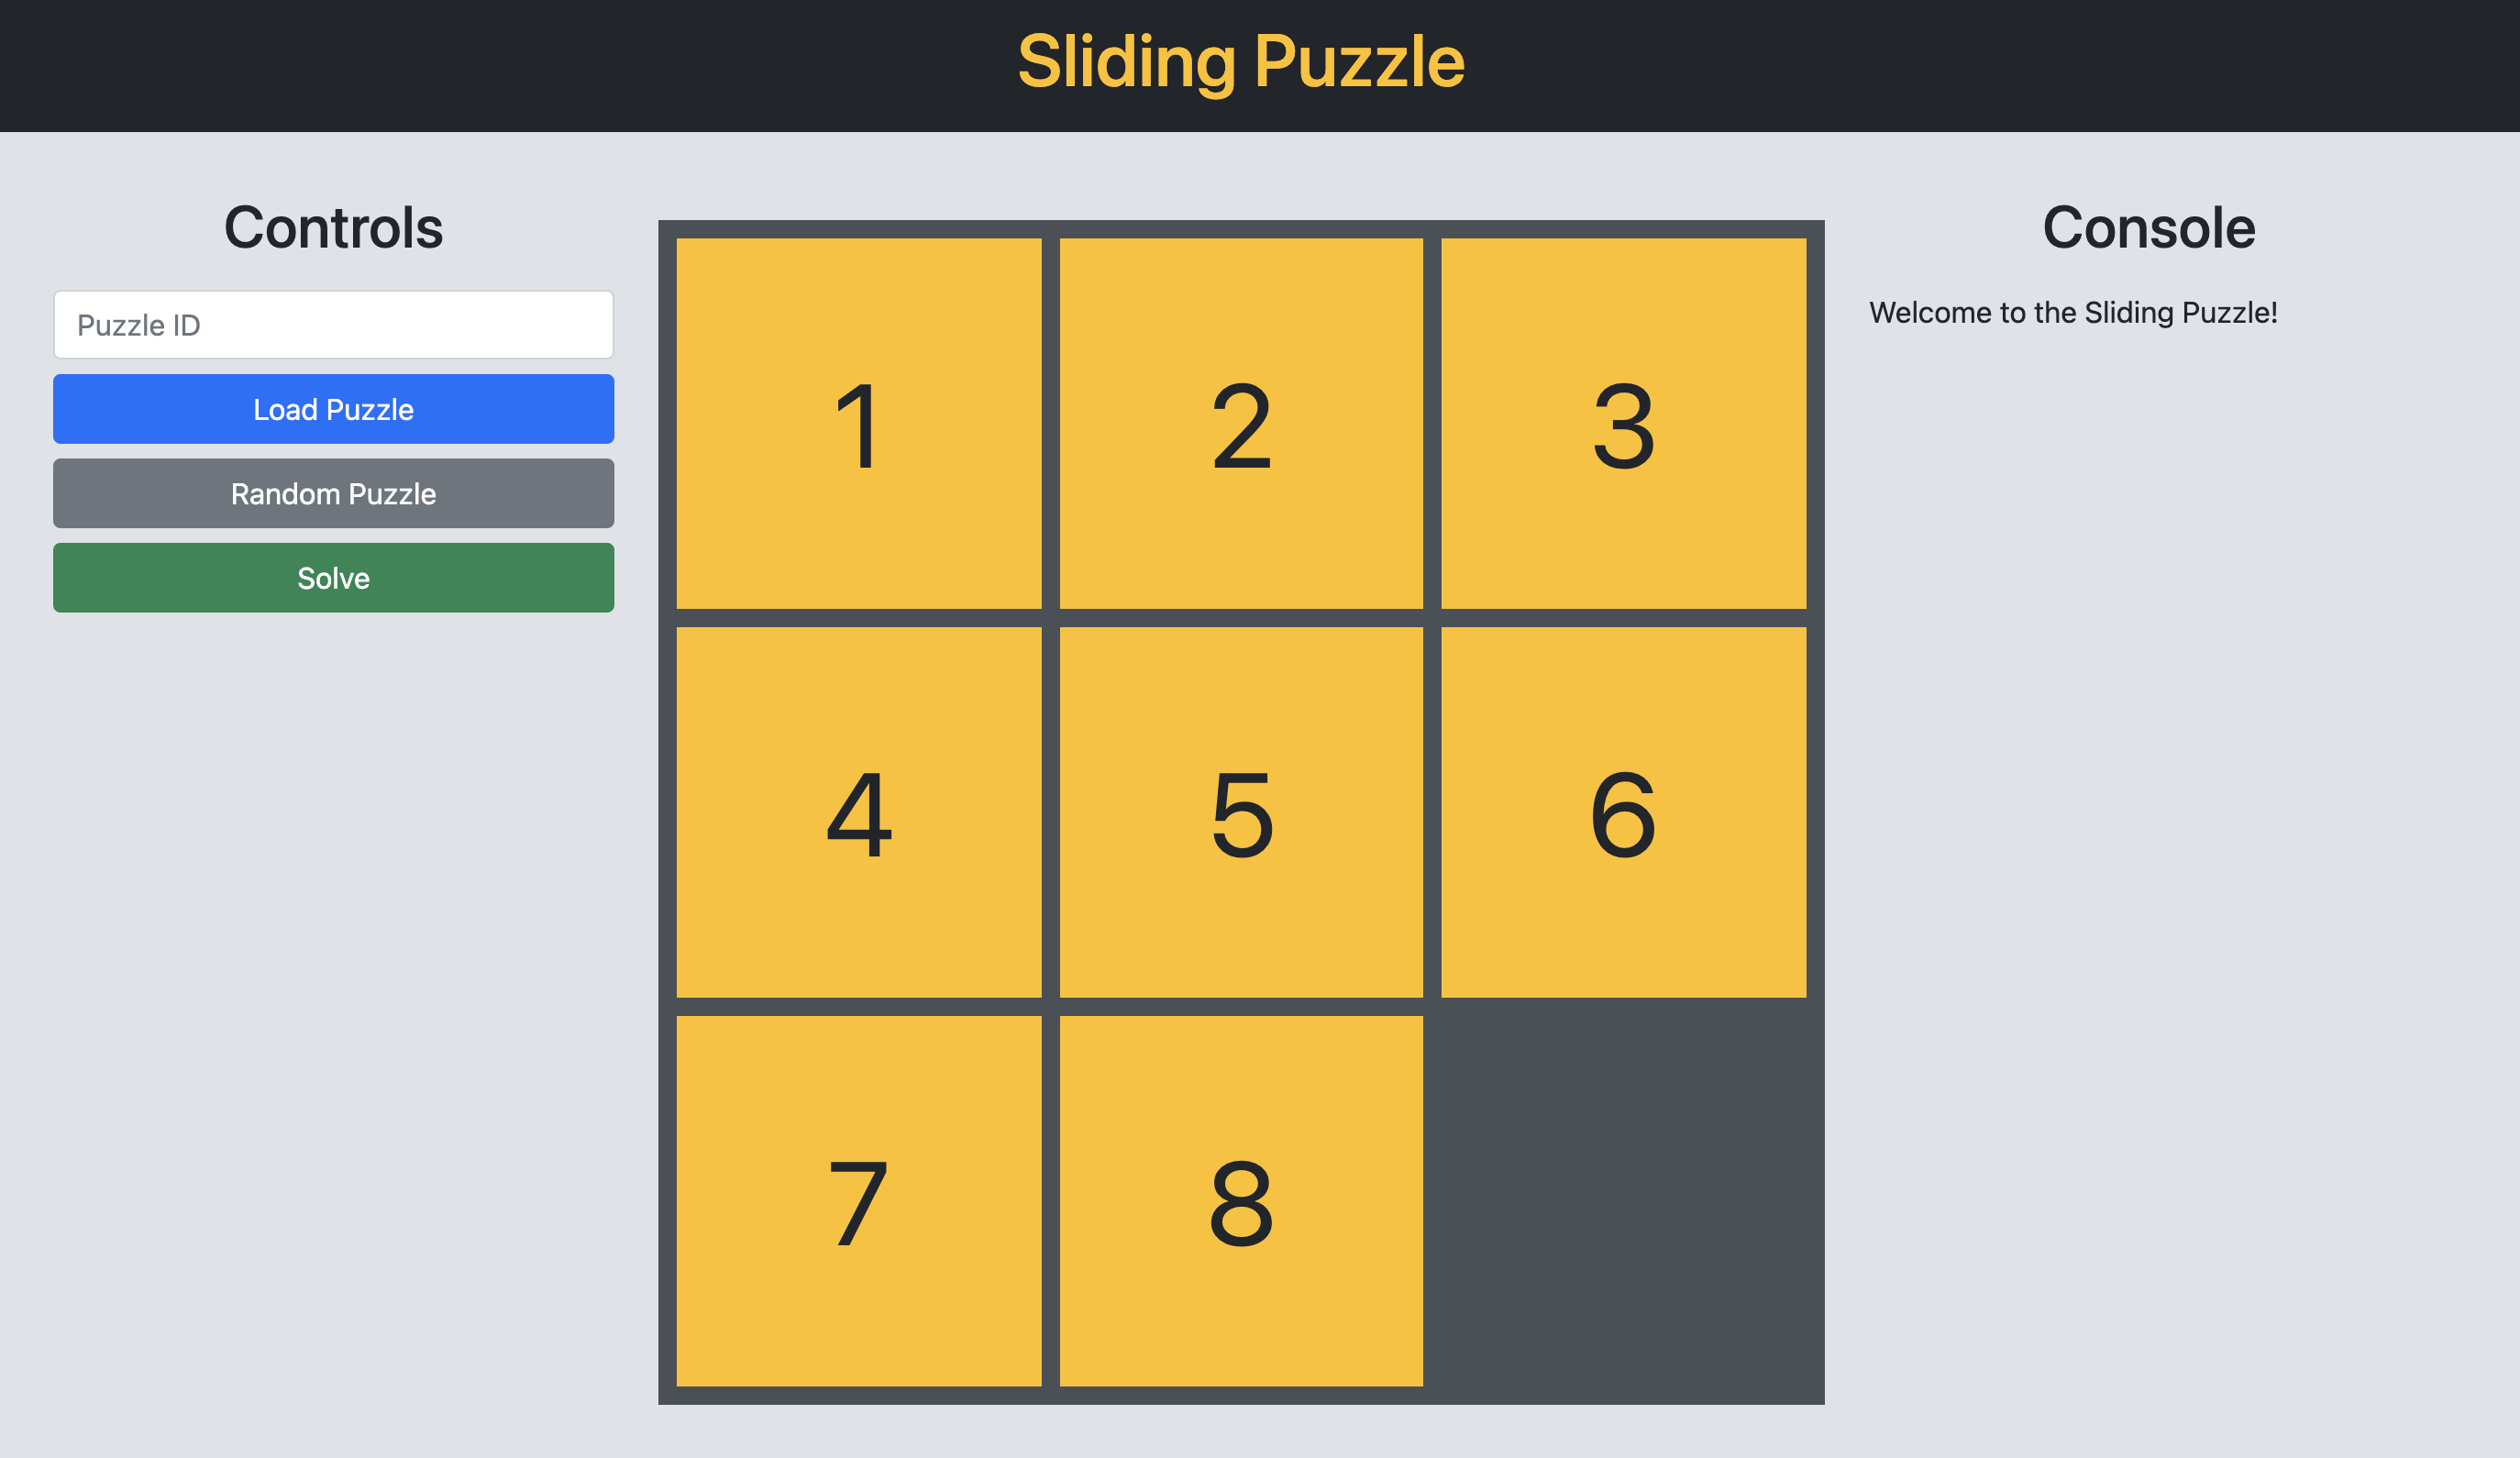 Sliding Puzzle
Controls
Puzzle ID
Load Puzzle
Random Puzzle
Solve
1 2 3
4 5 6
7 8
Console
Welcome to the Sliding Puzzle!